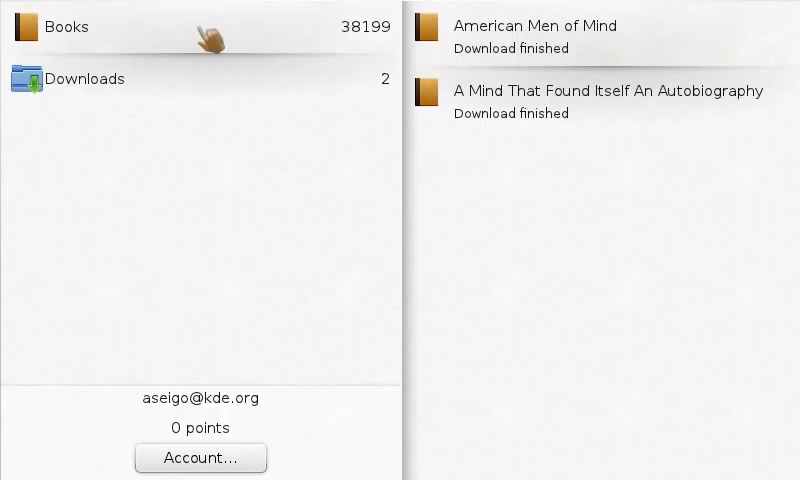 Books 38199
Downloads 2
aseigo@kde.org
0 points
Account...
American Men of Mind
Download finished
A Mind That Found Itself An Autobiography
Download finished